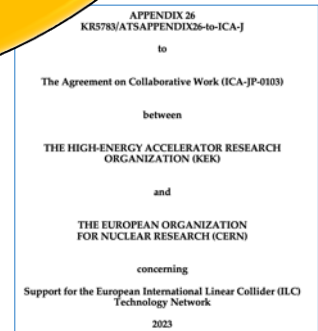 APPENDIX 26
KR5783/ATSAPPENDIX26-to-ICA-J
to
The Agreement on Collaborative Work (ICA-JP-0103)
between
THE HIGH-ENERGY ACCELERATOR RESEARCH
ORGANIZATION (KEK)
and
THE EUROPEAN ORGANIZATION
FOR NUCLEAR RESEARCH (CERN)
concerning
Support for the European International Linear Collider (ILC)
Technology Network
2023